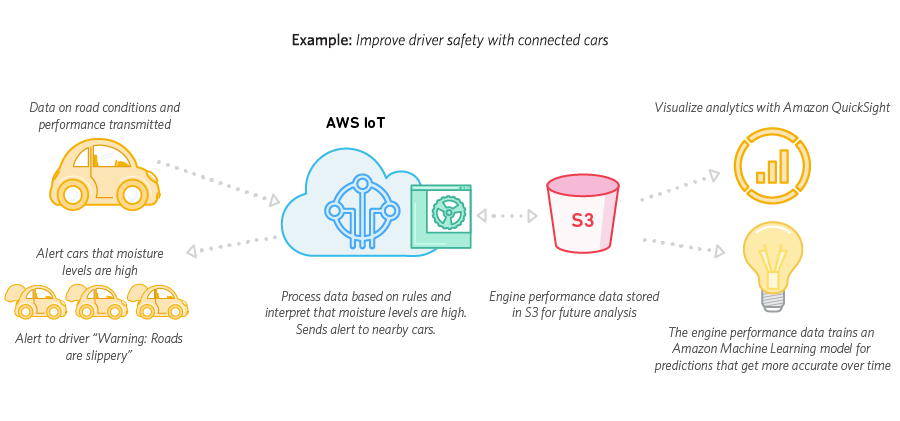 Example: Improve driver safety with connected cars
Data on road conditions and
performance transmitted
AWS IoT
Visualize analytics with Amazon QuickSight
S3
Alert cars that moisture
levels are high
Alert to driver “Warning: Roads
are slippery”
Process data based on rules and
interpret that moisture levels are high.
Sends alert to nearby cars.
Engine performance data stored
in S3 for future analysis
The engine performance data trains an
Amazon Machine Learning model for
predictions that get more accurate over time